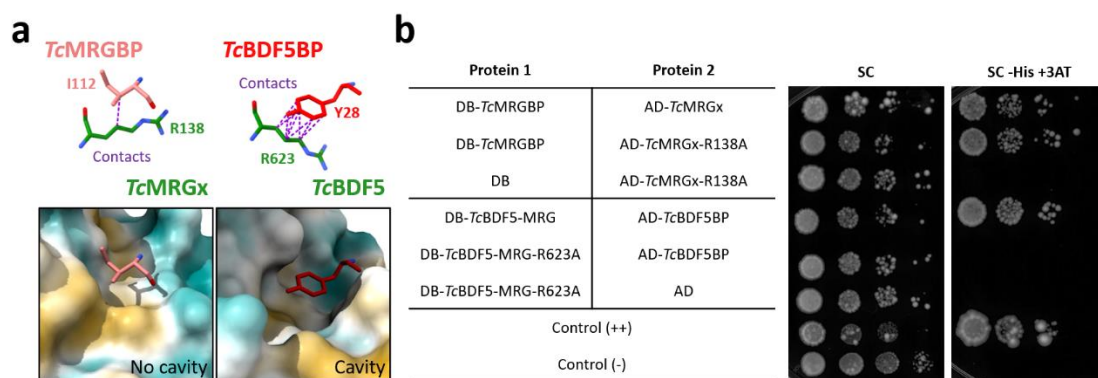 a
TcMRGBP
TcBDF5BP
I112
Contacts
R138
Y28
Contacts
R623
TcMRGx
TcBDF5
No cavity
Cavity
b
Protein 1 Protein 2 SC SC -His +3AT
DB-TcMRGBP AD-TcMRGx
DB-TcMRGBP AD-TcMRGx-R138A
DB AD-TcMRGx-R138A
DB-TcBDF5-MRG AD-TcBDF5BP
DB-TcBDF5-MRG-R623A AD-TcBDF5BP
DB-TcBDF5-MRG-R623A AD
Control (++)
Control (-)